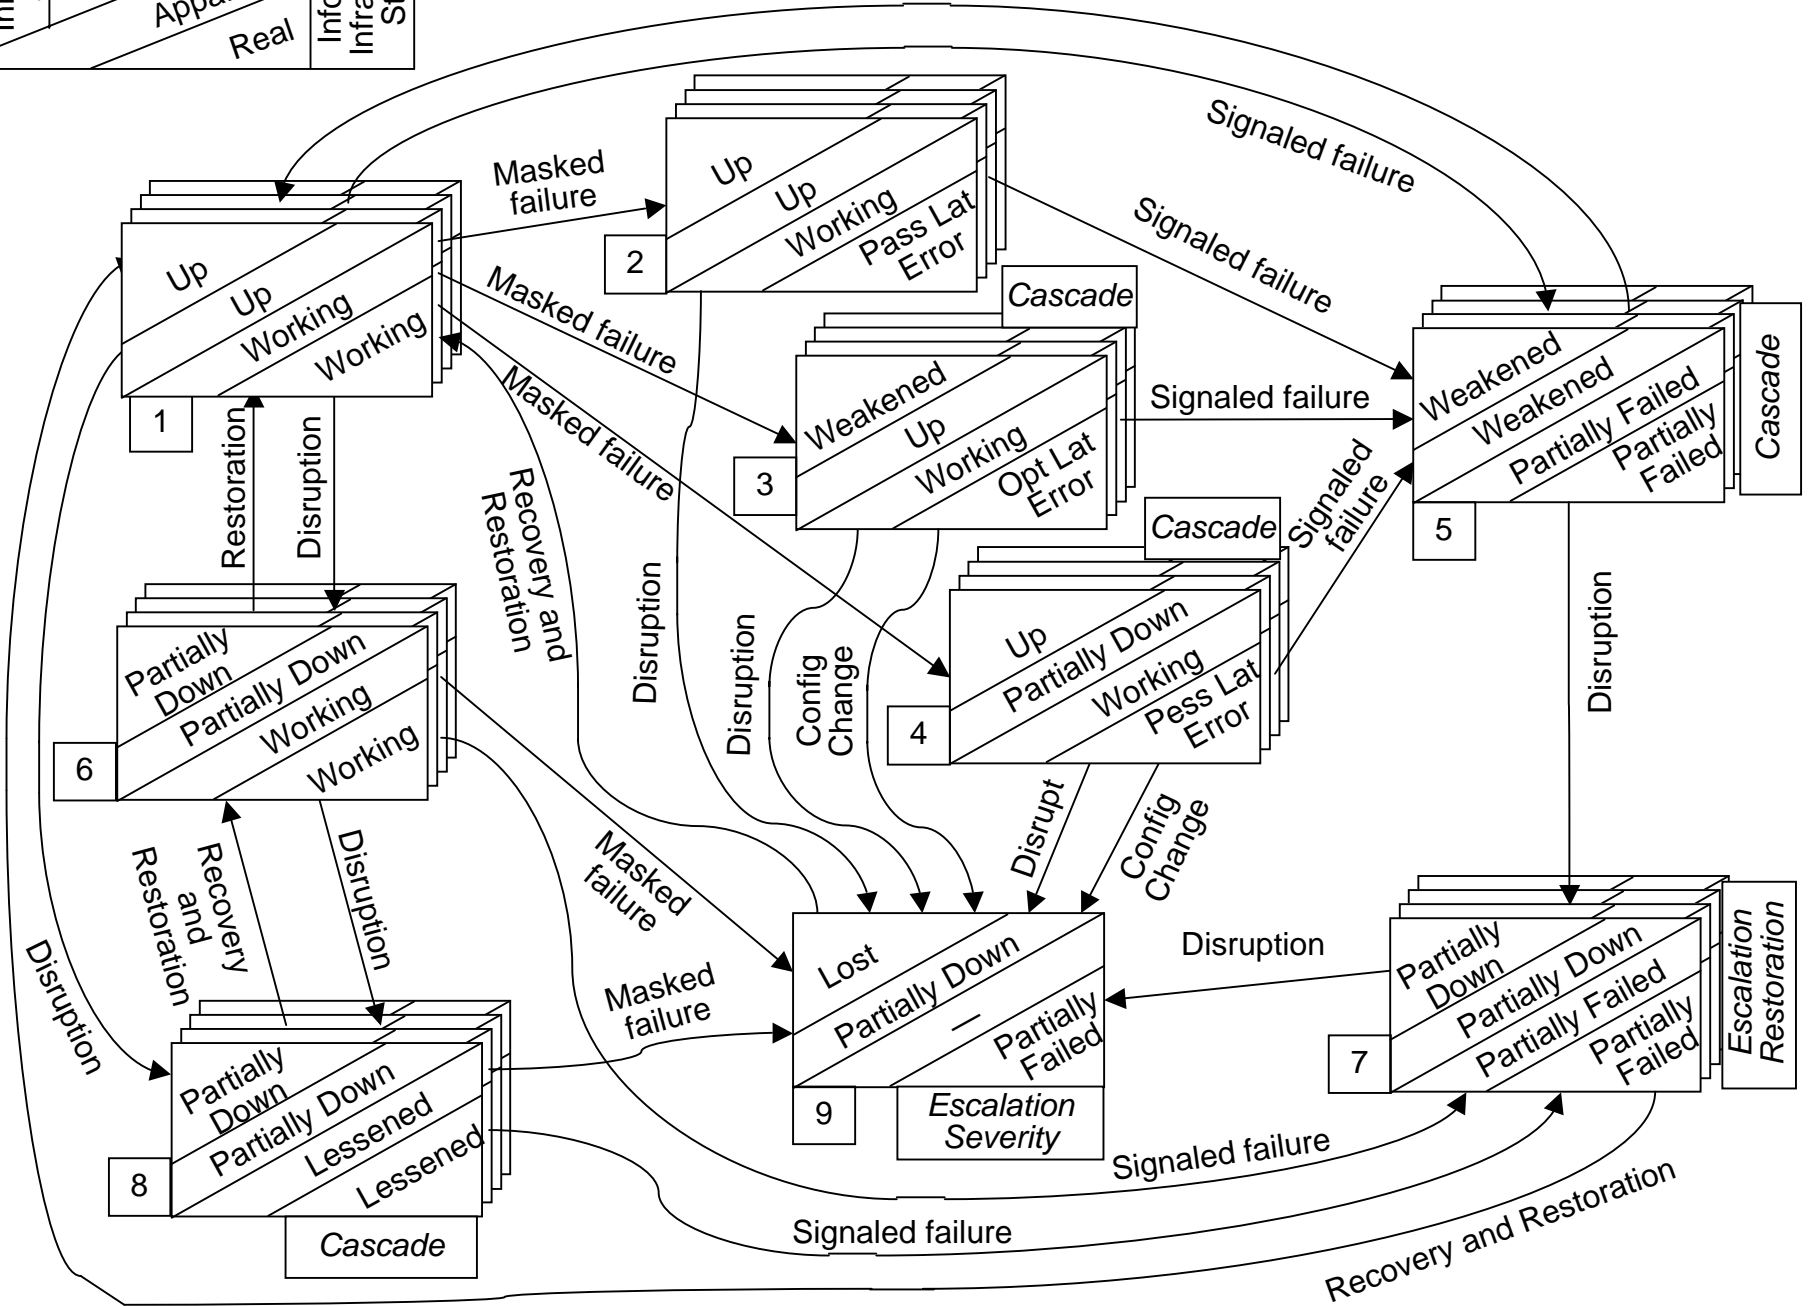 Real
Signaled failure
Masked
failure
Up
Up
Working
Pass Lat
Error
2
Signaled failure
Up
Up
Working
Working
1
Masked failure
Masked failure
Cascade
Weakened
Up
Working
Opt Lat
Error
3
Signaled failure
Weakened
Weakened
Partially Failed
Partially
Failed
Cascade
5
Restoration
Disruption
Recovery and
Restoration
Cascade
Signaled
failure
Up
Partially Down
Working
Pess Lat
Error
4
Disruption
Disruption
Config
Change
Disruption
Partially
Down
Partially Down
Working
Working
6
Disrupt
Config
Change
Recovery
and
Restoration
Disruption
Masked
failure
Disruption
Masked
failure
Lost
Partially Down
—
Partially
Failed
9
Escalation
Severity
Disruption
Partially
Down
Partially Down
Partially Failed
Partially
Failed
7
Escalation
Restoration
Partially
Down
Partially Down
Lessened
Lessened
8
Cascade
Signaled failure
Signaled failure
Recovery and Restoration